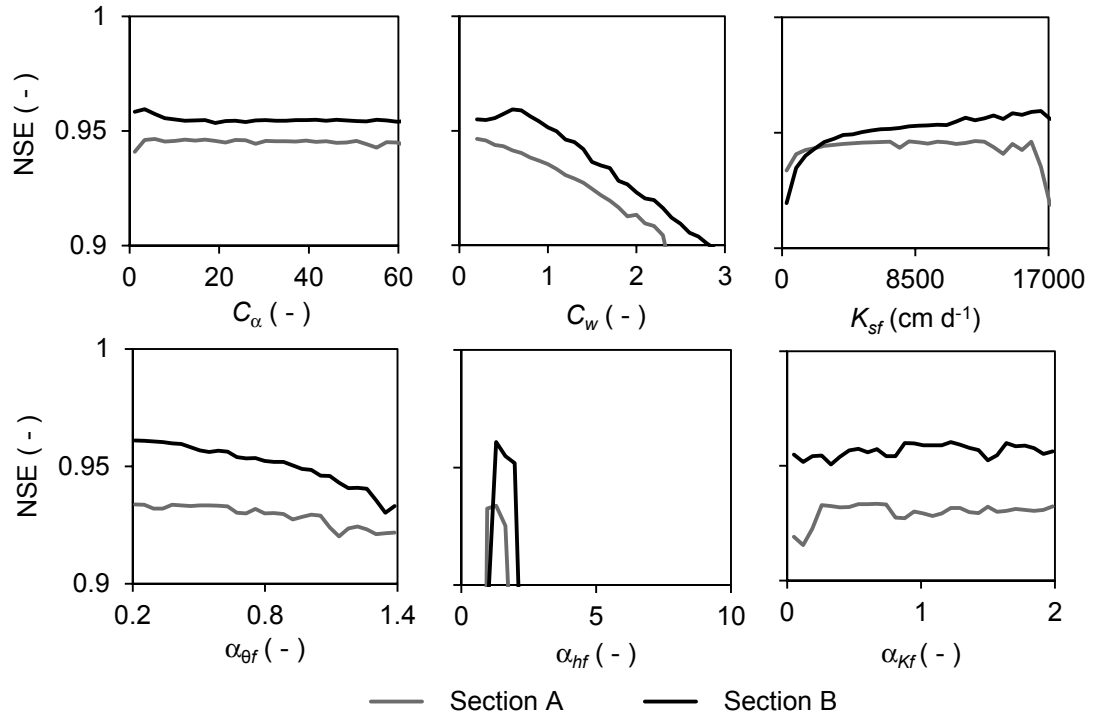 1
NSE ( - )
0.95
0.9
0 20 40 60
0 1 2 3
0 8500 17000
Cα ( - )
Cw ( - )
Ksf (cm d-1)
1
NSE ( - )
0.95
0.9
0.2 0.8 1.4
0 5 10
0 1 2
αθf ( - )
αhf ( - )
αKf ( - )
Section A
Section B